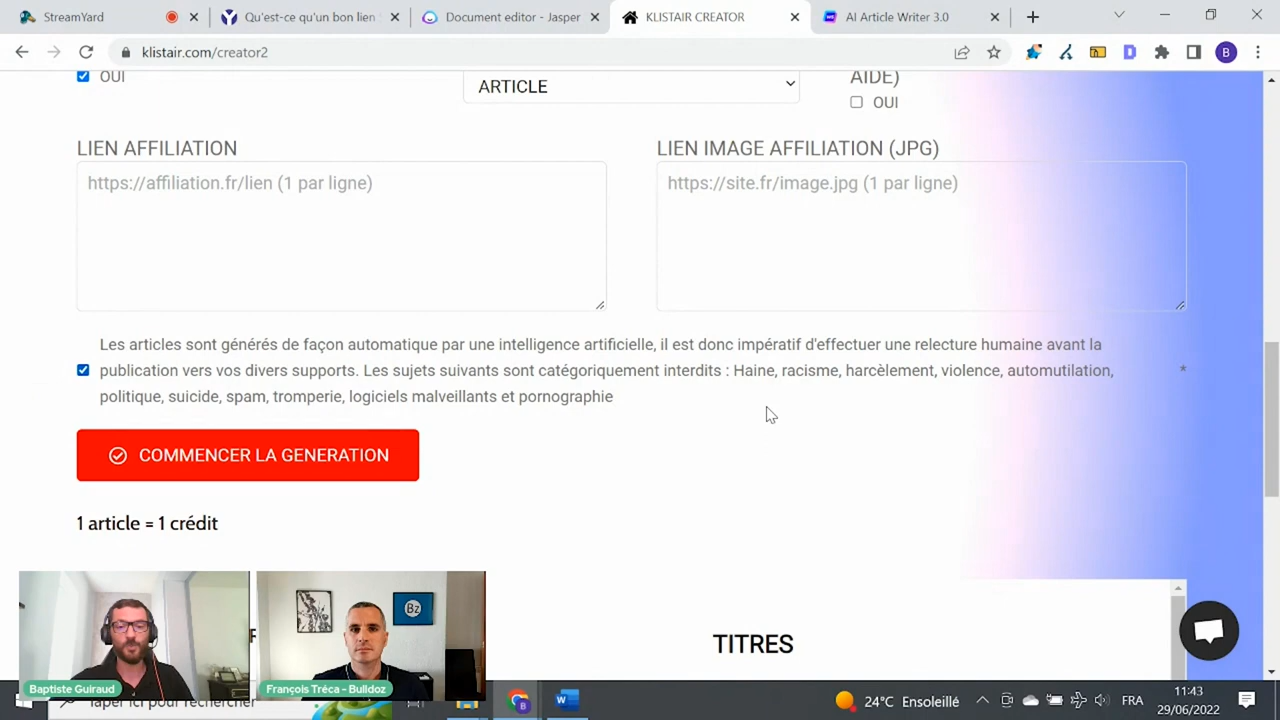 StreamYard
Qu'est-ce qu'un bon lien
Document editor - Jasper
KLISTAIR CREATOR
AI Article Writer 3.0
klistair.com/creator2
B
OUI
ARTICLE
AIDE)
OUI
LIEN AFFILIATION
LIEN IMAGE AFFILIATION (JPG)
https://affiliation.fr/lien (1 par ligne)
https://site.fr/image.jpg (1 par ligne)
Les articles sont générés de façon automatique par une intelligence artificielle, il est donc impératif d'effectuer une relecture humaine avant la
publication vers vos divers supports. Les sujets suivants sont catégoriquement interdits : Haine, racisme, harcèlement, violence, automutilation, *
politique, suicide, spam, tromperie, logiciels malveillants et pornographie
COMMENCER LA GENERATION
1 article = 1 crédit
TITRES
Bz
Baptiste Guiraud
François Tréca - Bulldoz
Taper ici pour rechercher
24°C Ensoleillé
FRA
11:43
29/06/2022